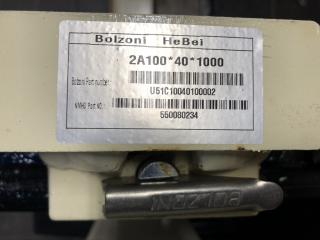 Bolzoni HeBei
2A100*40*1000
Bolzoni Part number:
U51C10040100002
NMHG Part NO.:
550080234
BOLZONI